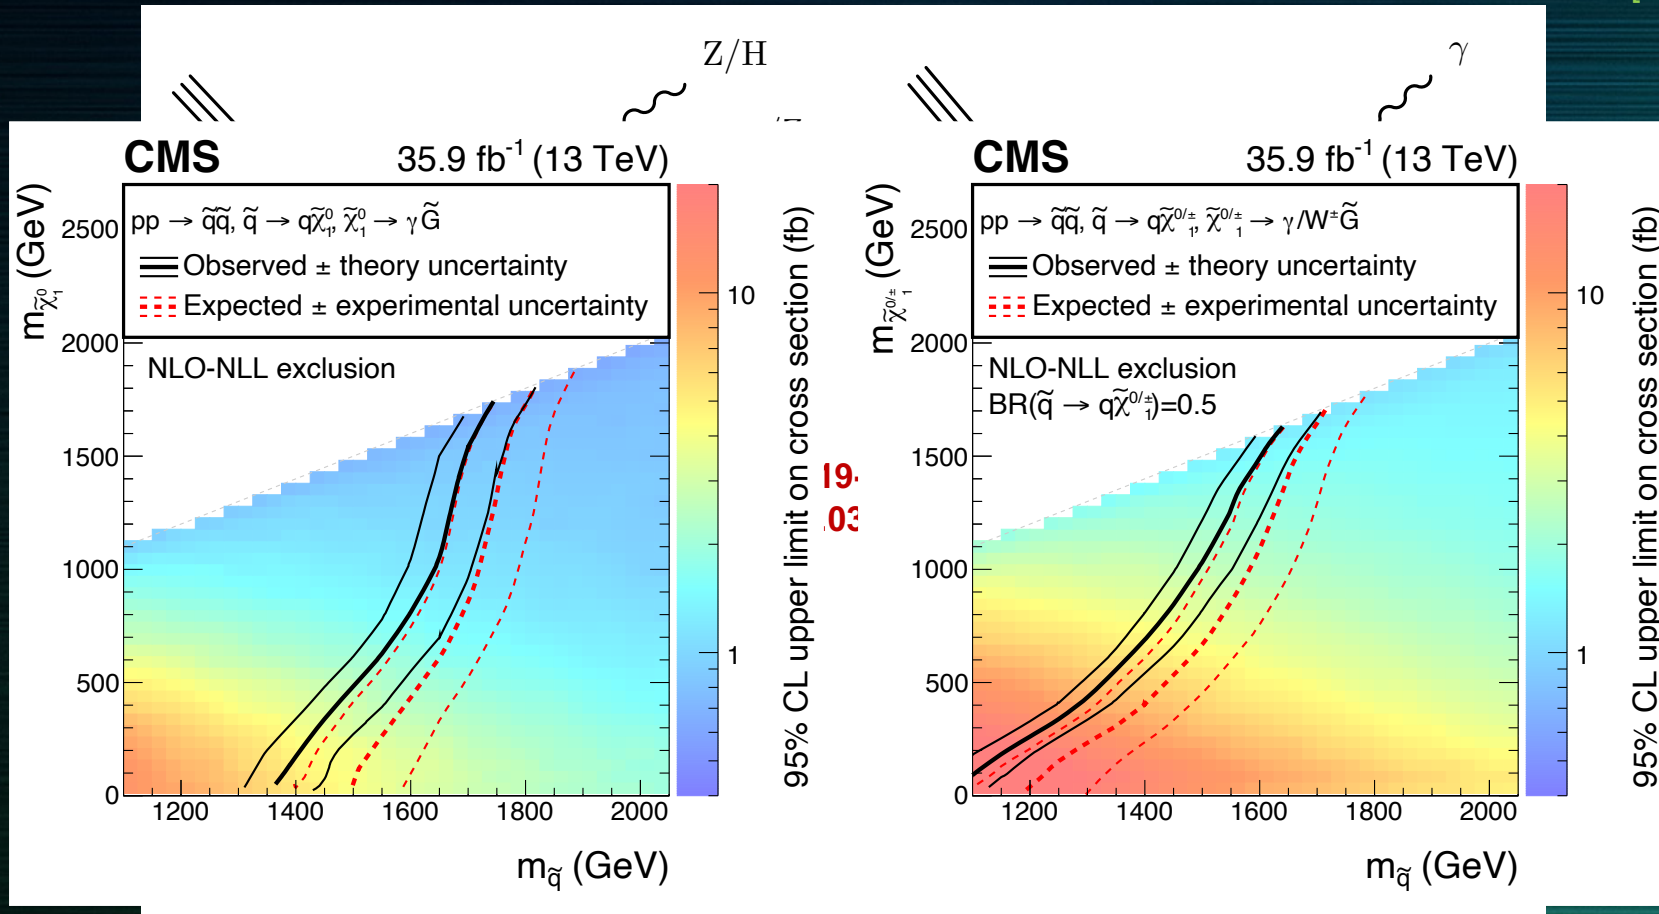 Z/H
γ
CMS 35.9 fb⁻¹ (13 TeV)
pp → q̃q̃, q̃ → qχ̃⁰₁, χ̃⁰₁ → γG̃
Observed ± theory uncertainty
Expected ± experimental uncertainty
NLO-NLL exclusion
m_χ̃⁰₁ (GeV)
2500
2000
1500
1000
500
0
1200 1400 1600 1800 2000
m_q̃ (GeV)
10
1
95% CL upper limit on cross section (fb)
19-
03
CMS 35.9 fb⁻¹ (13 TeV)
pp → q̃q̃, q̃ → qχ̃⁰/±₁, χ̃⁰/±₁ → γ/W±G̃
Observed ± theory uncertainty
Expected ± experimental uncertainty
NLO-NLL exclusion
BR(q̃ → qχ̃⁰/±₁)=0.5
m_χ̃⁰/±₁ (GeV)
2500
2000
1500
1000
500
0
1200 1400 1600 1800 2000
m_q̃ (GeV)
10
1
95% CL upper limit on cross section (fb)